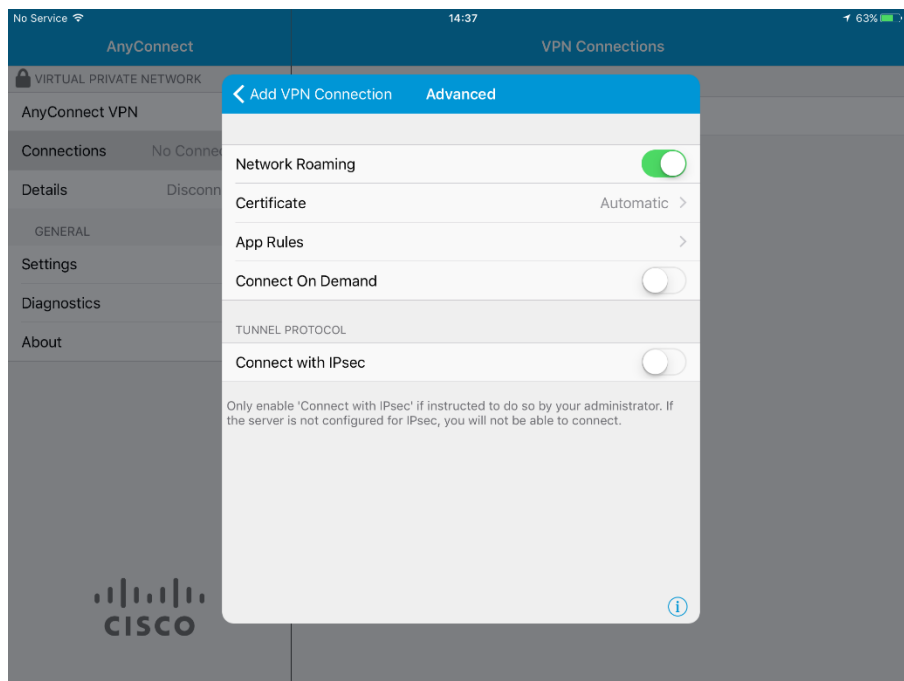 No Service 14:37 63%
AnyConnect VPN Connections
VIRTUAL PRIVATE NETWORK
AnyConnect VPN
Connections No Conne
Details Disconn
GENERAL
Settings
Diagnostics
About
CISCO
Add VPN Connection Advanced
Network Roaming
Certificate Automatic
App Rules
Connect On Demand
TUNNEL PROTOCOL
Connect with IPsec
Only enable 'Connect with IPsec' if instructed to do so by your administrator. If
the server is not configured for IPsec, you will not be able to connect.